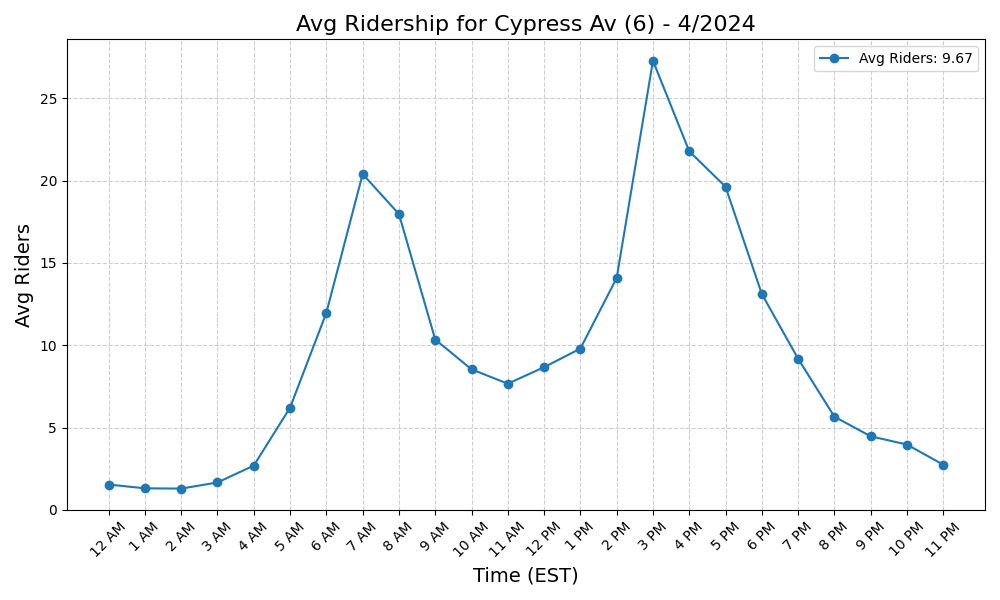 Avg Ridership for Cypress Av (6) - 4/2024
Avg Riders: 9.67
Avg Riders
25
20
15
10
5
0
12 AM
1 AM
2 AM
3 AM
4 AM
5 AM
6 AM
7 AM
8 AM
9 AM
10 AM
11 AM
12 PM
1 PM
2 PM
3 PM
4 PM
5 PM
6 PM
7 PM
8 PM
9 PM
10 PM
11 PM
Time (EST)